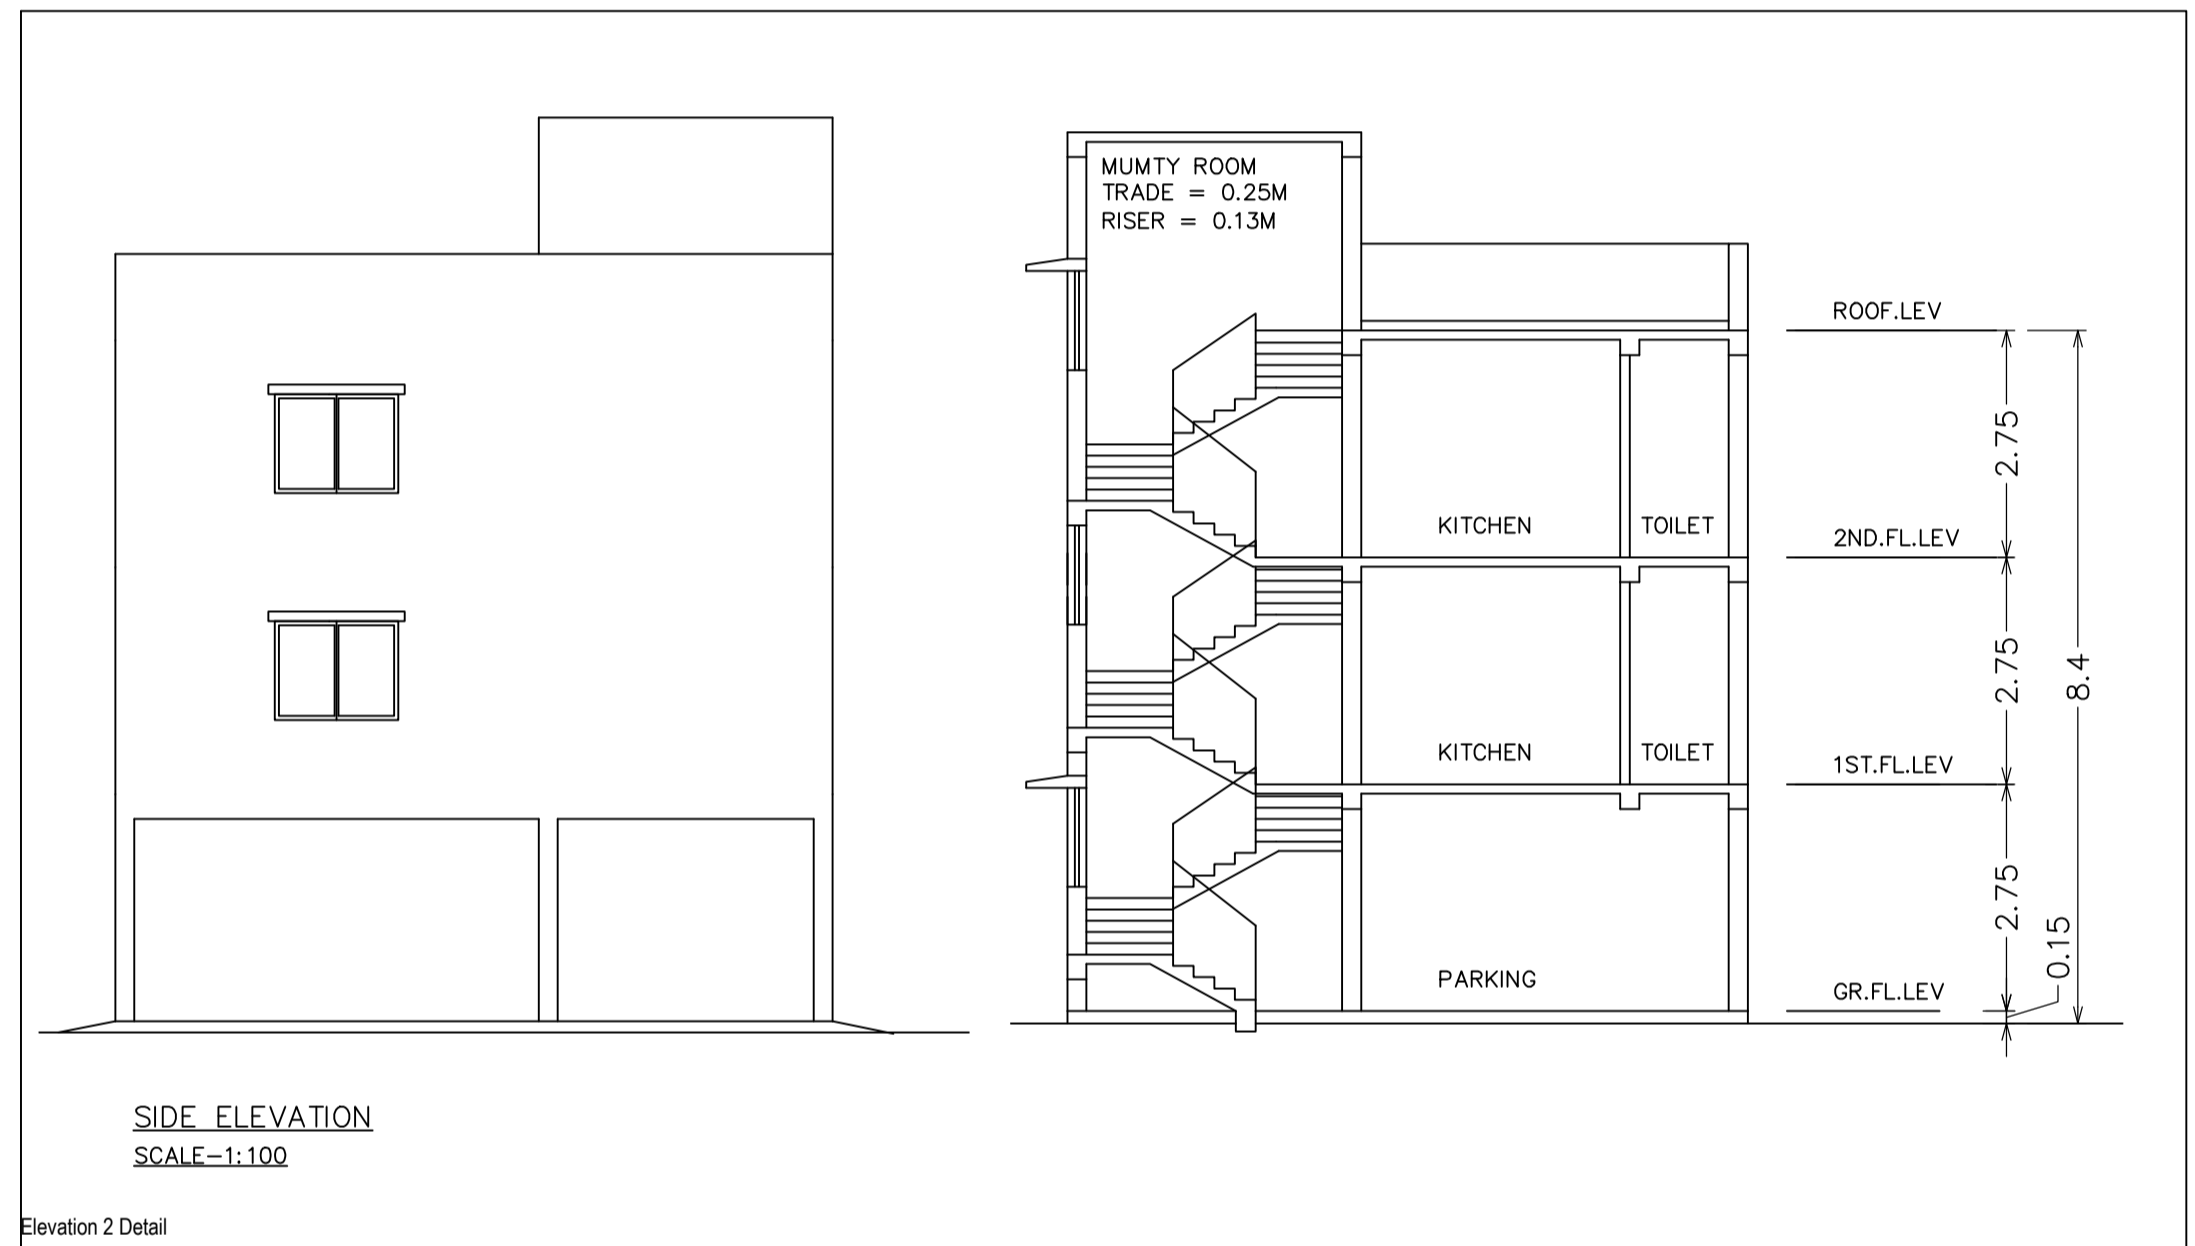 MUMTY ROOM
TRADE = 0.25M
RISER = 0.13M
ROOF.LEV
2.75
KITCHEN
TOILET
2ND.FL.LEV
2.75
8.4
KITCHEN
TOILET
1ST.FL.LEV
2.75
0.15
PARKING
GR.FL.LEV
SIDE ELEVATION
SCALE-1:100
Elevation 2 Detail